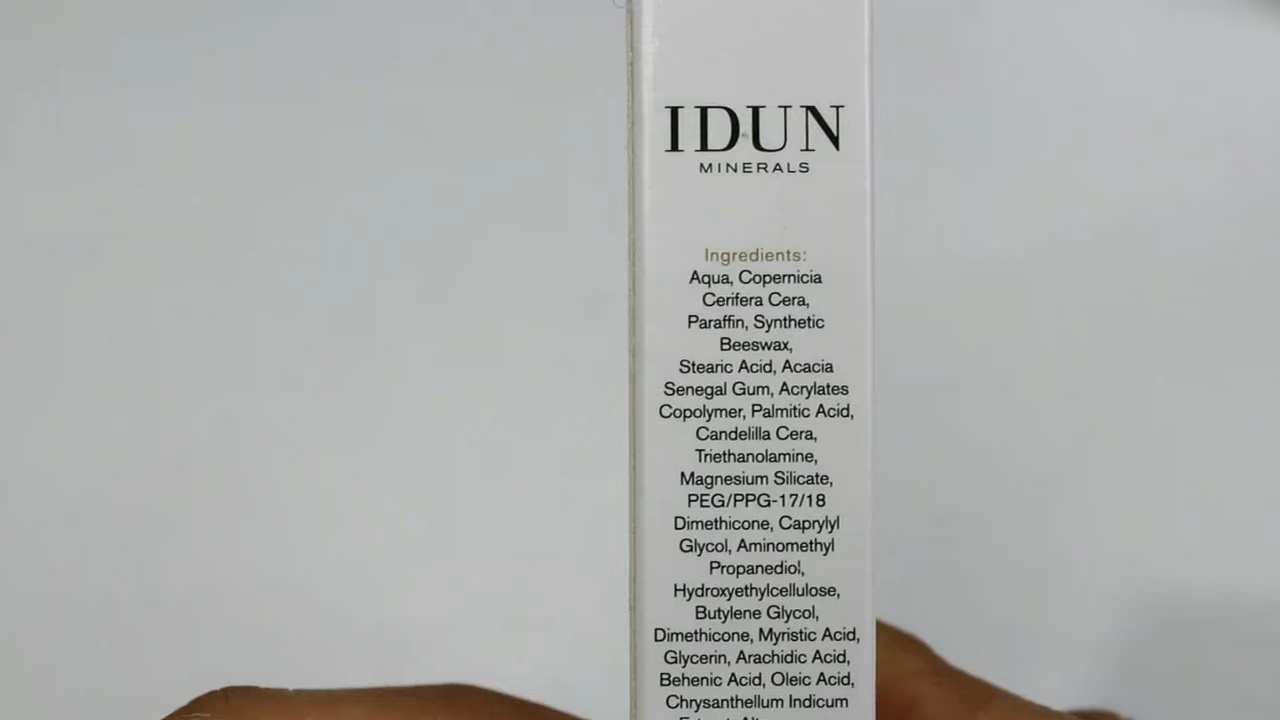 IDUN
MINERALS
Ingredients:
Aqua, Copernicia
Cerifera Cera,
Paraffin, Synthetic
Beeswax,
Stearic Acid, Acacia
Senegal Gum, Acrylates
Copolymer, Palmitic Acid,
Candelilla Cera,
Triethanolamine,
Magnesium Silicate,
PEG/PPG-17/18
Dimethicone, Caprylyl
Glycol, Aminomethyl
Propanediol,
Hydroxyethylcellulose,
Butylene Glycol,
Dimethicone, Myristic Acid,
Glycerin, Arachidic Acid,
Behenic Acid, Oleic Acid,
Chrysanthellum Indicum